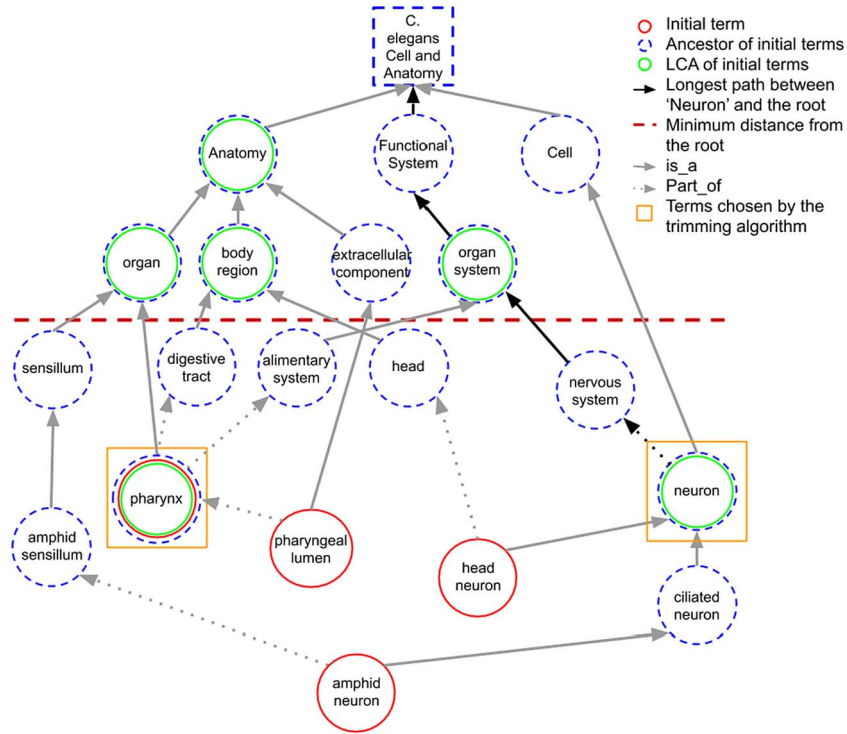 C.
elegans
Cell and
Anatomy
Initial term
Ancestor of initial terms
LCA of initial terms
Longest path between
'Neuron' and the root
Minimum distance from
the root
is_a
Part_of
Terms chosen by the
trimming algorithm
Anatomy
Functional
System
Cell
organ
body
region
extracellular
component
organ
system
sensillum
digestive
tract
alimentary
system
head
nervous
system
pharynx
neuron
amphid
sensillum
pharyngeal
lumen
head
neuron
ciliated
neuron
amphid
neuron